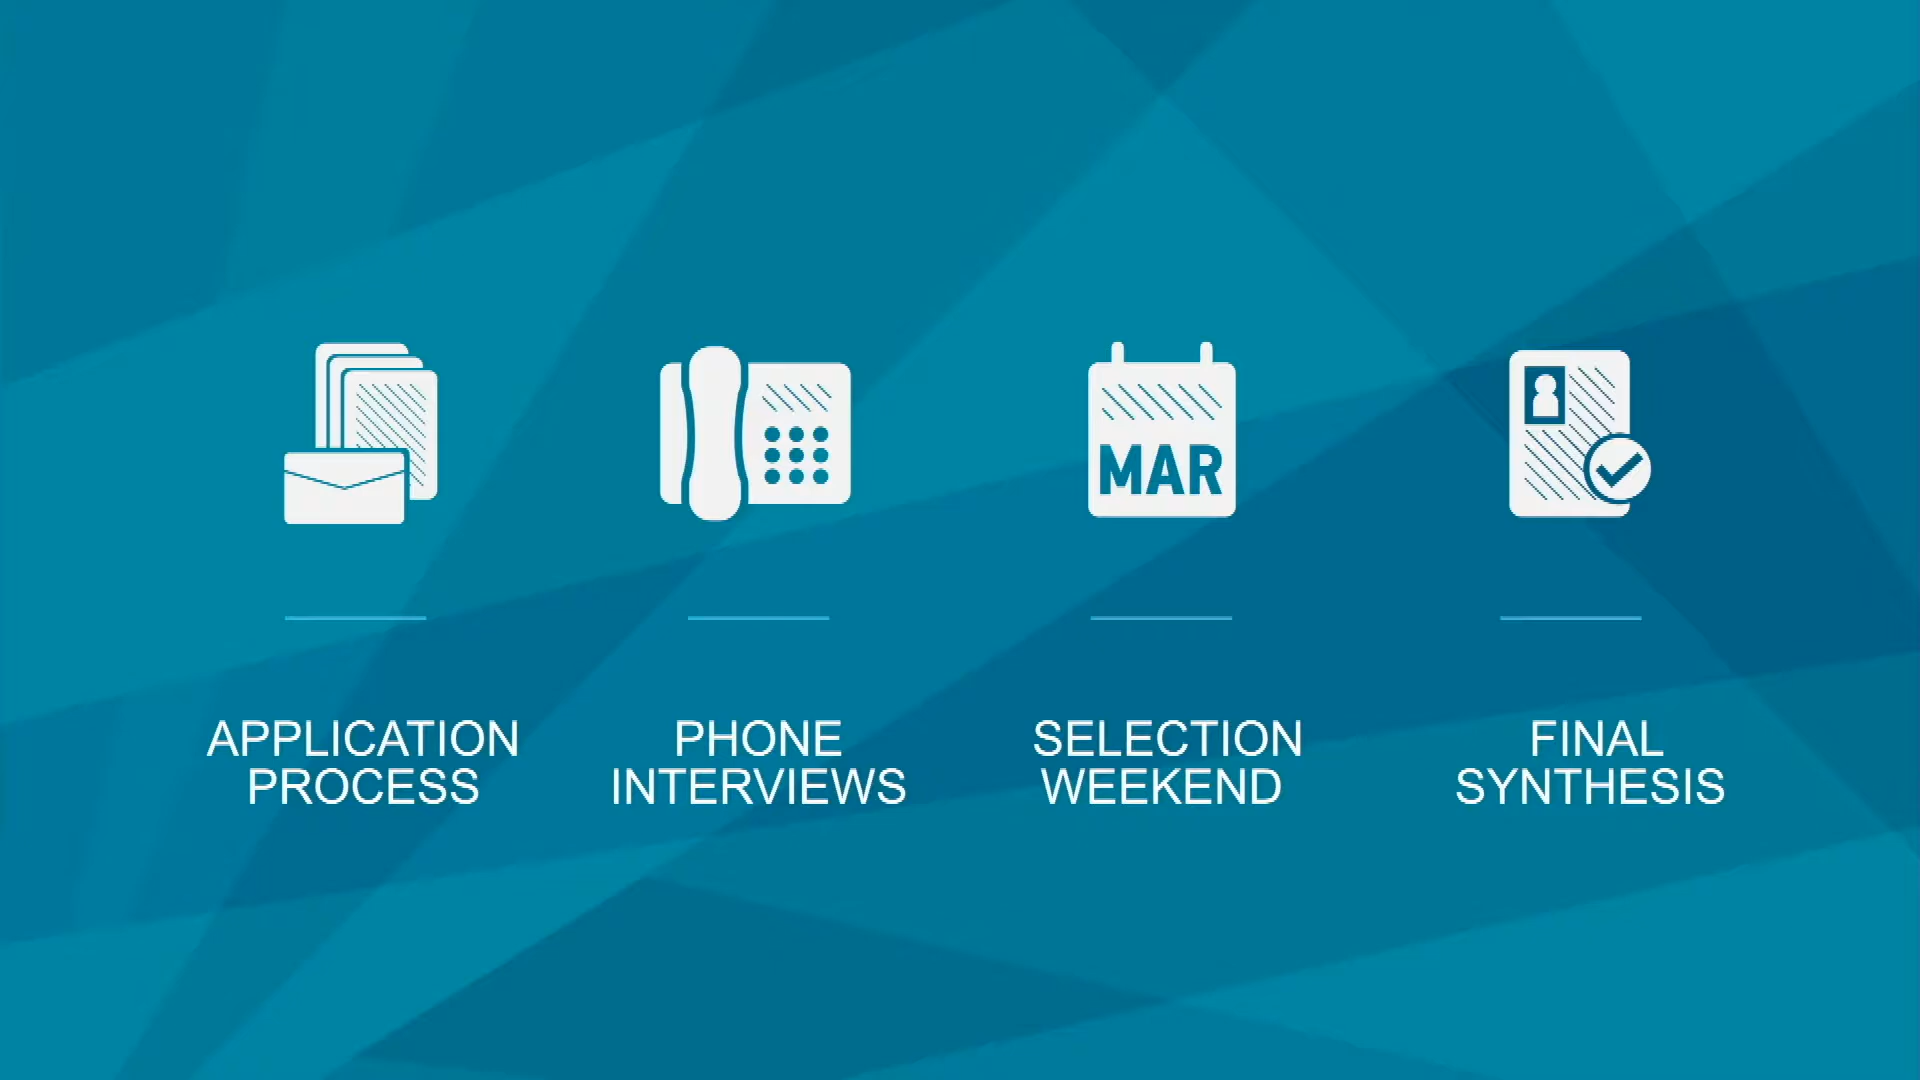 MAR
APPLICATION
PROCESS
PHONE
INTERVIEWS
SELECTION
WEEKEND
FINAL
SYNTHESIS